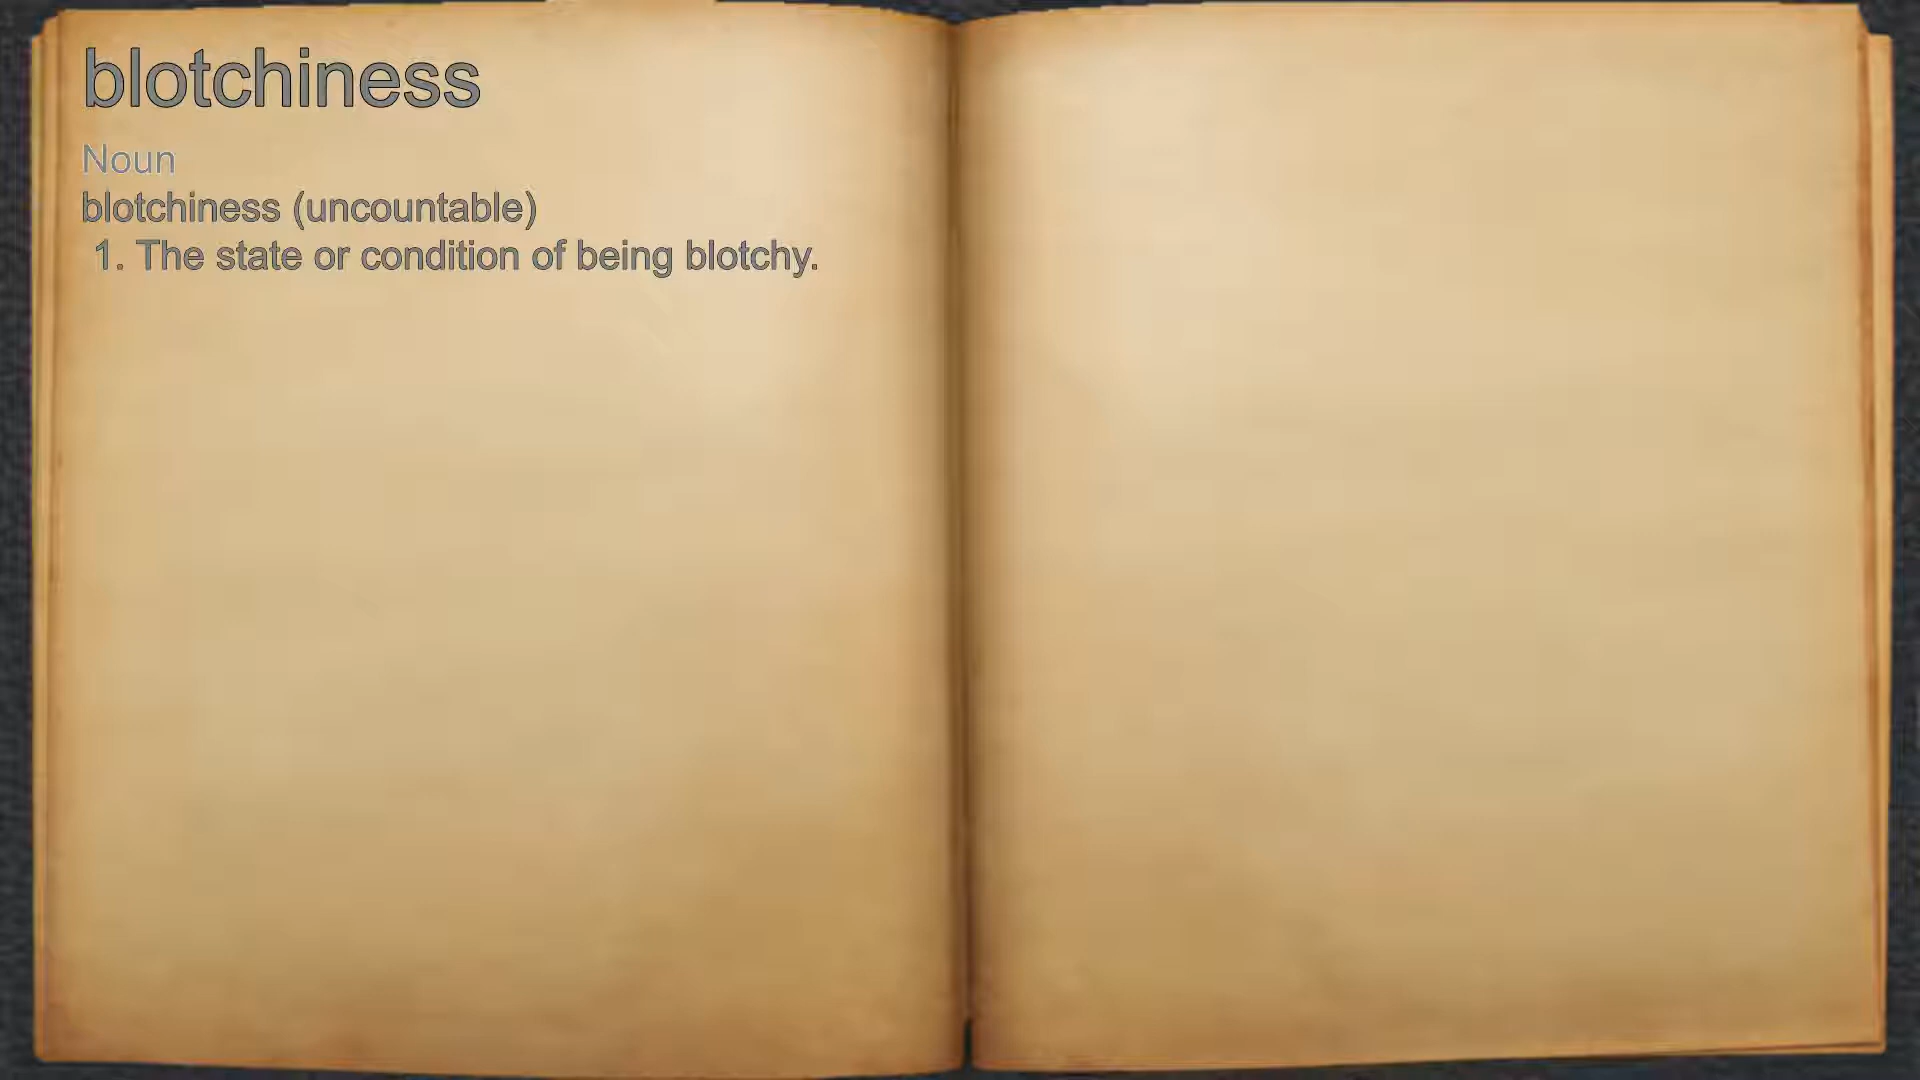 blotchiness
Noun
blotchiness (uncountable)
1. The state or condition of being blotchy.